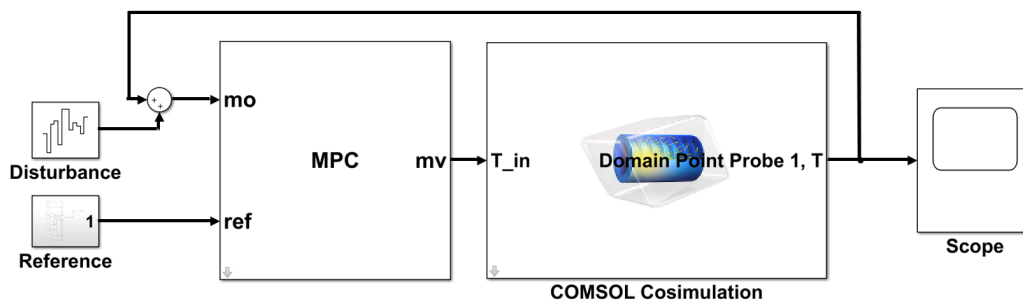 mo
Disturbance
MPC
mv
T_in
Domain Point Probe 1, T
1
ref
Reference
Scope
COMSOL Cosimulation